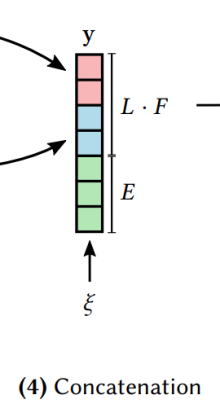 y
L · F
E
ξ
(4) Concatenation